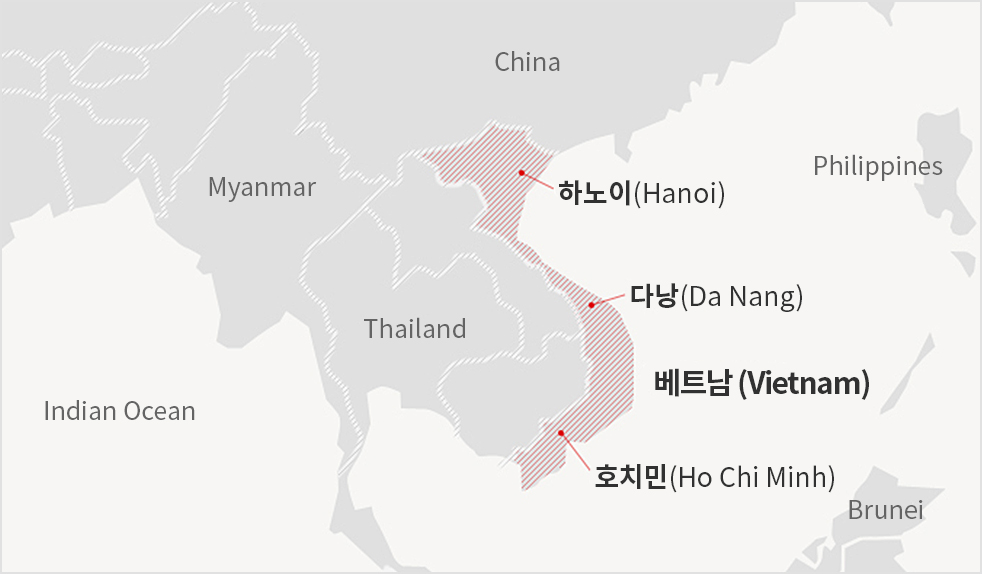 China
Philippines
Myanmar
하노이(Hanoi)
다낭(Da Nang)
Thailand
베트남 (Vietnam)
Indian Ocean
호치민(Ho Chi Minh)
Brunei